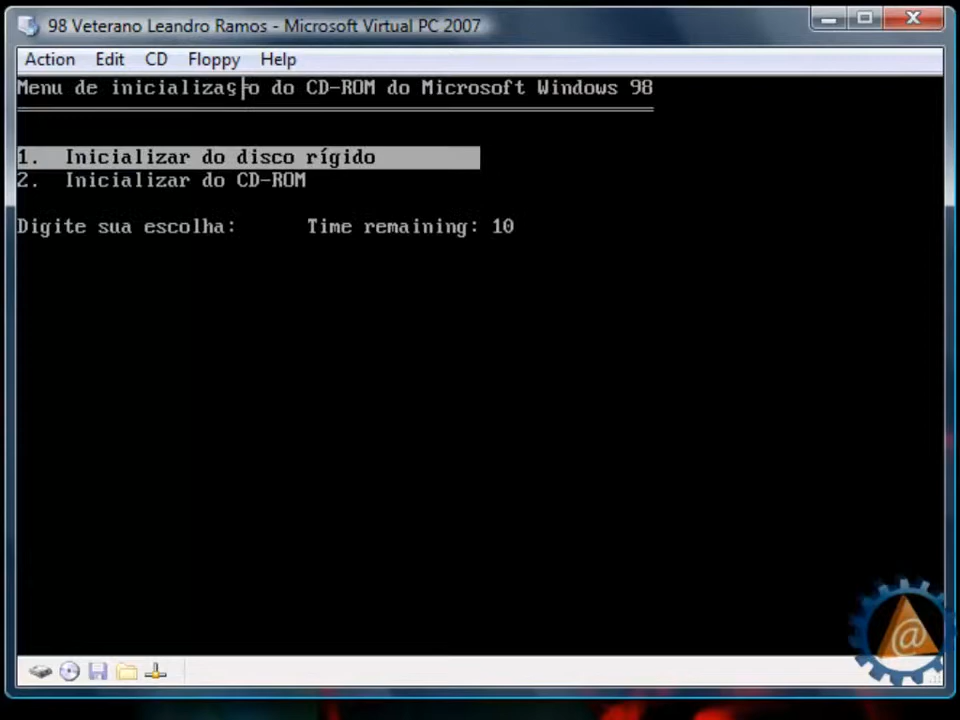 98 Veterano Leandro Ramos - Microsoft Virtual PC 2007
Action Edit CD Floppy Help
Menu de inicializaç├o do CD-ROM do Microsoft Windows 98
1. Inicializar do disco rígido
2. Inicializar do CD-ROM
Digite sua escolha: Time remaining: 10
@